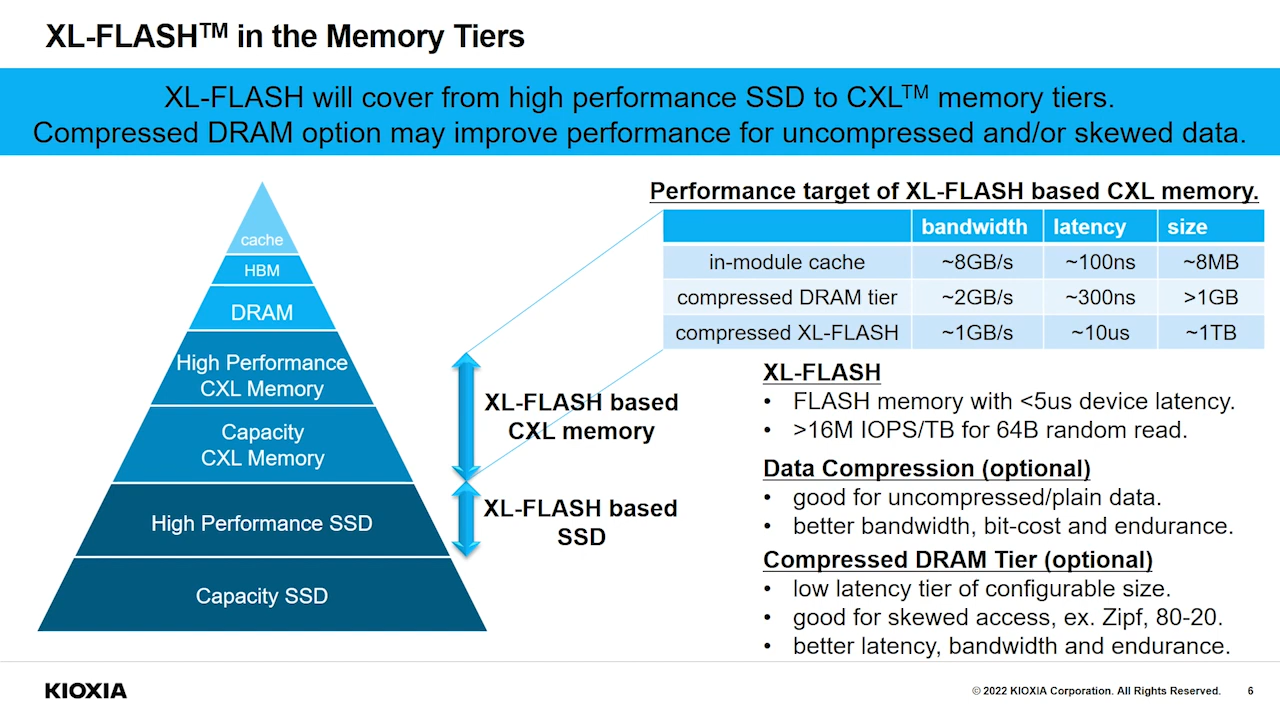 XL-FLASH™ in the Memory Tiers
XL-FLASH will cover from high performance SSD to CXL™ memory tiers.
Compressed DRAM option may improve performance for uncompressed and/or skewed data.
cache
HBM
DRAM
High Performance
CXL Memory
Capacity
CXL Memory
High Performance SSD
Capacity SSD
XL-FLASH based
CXL memory
XL-FLASH based
SSD
Performance target of XL-FLASH based CXL memory.
bandwidth latency size
in-module cache ~8GB/s ~100ns ~8MB
compressed DRAM tier ~2GB/s ~300ns >1GB
compressed XL-FLASH ~1GB/s ~10us ~1TB
XL-FLASH
• FLASH memory with <5us device latency.
• >16M IOPS/TB for 64B random read.
Data Compression (optional)
• good for uncompressed/plain data.
• better bandwidth, bit-cost and endurance.
Compressed DRAM Tier (optional)
• low latency tier of configurable size.
• good for skewed access, ex. Zipf, 80-20.
• better latency, bandwidth and endurance.
KIOXIA
© 2022 KIOXIA Corporation. All Rights Reserved. 6